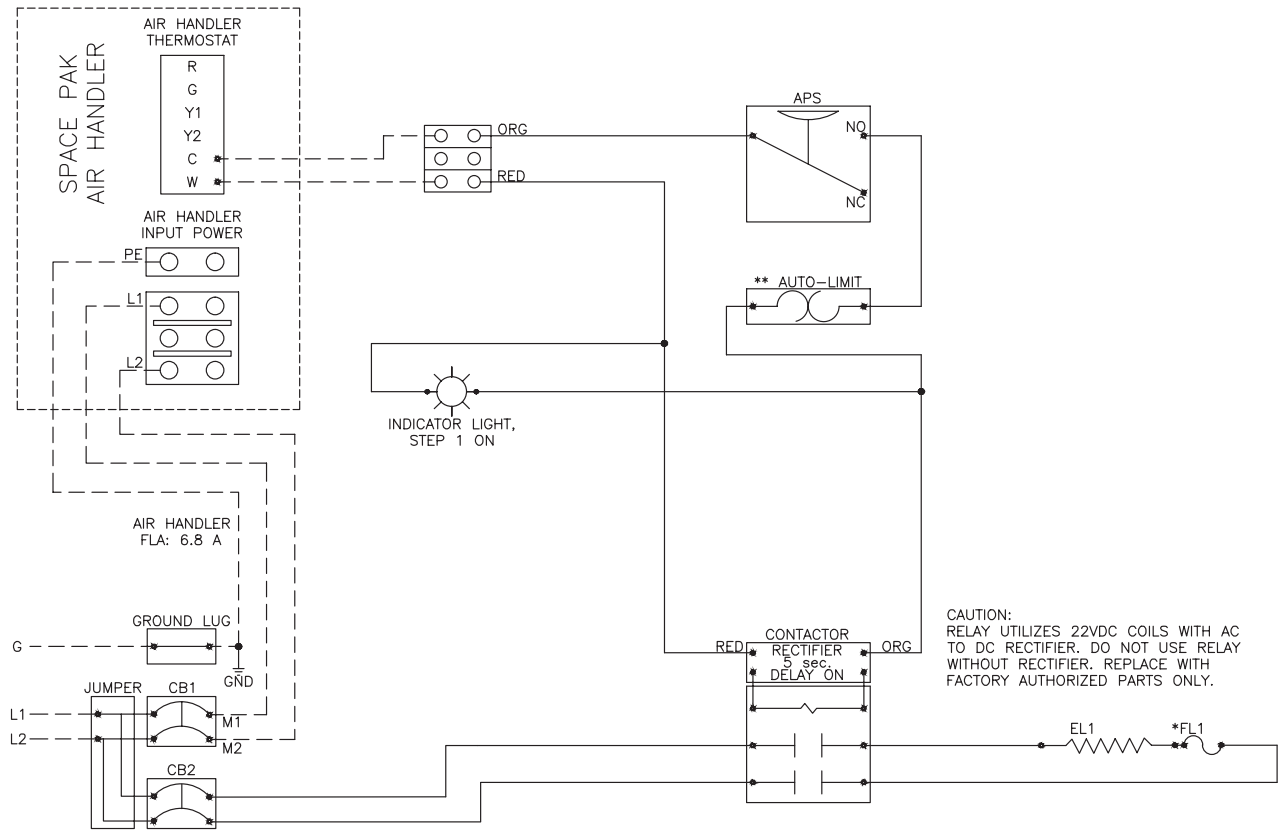 SPACE PAK
AIR HANDLER
AIR HANDLER
THERMOSTAT
R
G
Y1
Y2
C
W
AIR HANDLER
INPUT POWER
PE
L1
L2
ORG
RED
APS
NO
NC
** AUTO-LIMIT
INDICATOR LIGHT,
STEP 1 ON
AIR HANDLER
FLA: 6.8 A
GROUND LUG
G
GND
JUMPER
CB1
L1
L2
M1
M2
CB2
CONTACTOR
RED
RECTIFIER
5 sec.
DELAY ON
ORG
CAUTION:
RELAY UTILIZES 22VDC COILS WITH AC
TO DC RECTIFIER. DO NOT USE RELAY
WITHOUT RECTIFIER. REPLACE WITH
FACTORY AUTHORIZED PARTS ONLY.
EL1
*FL1